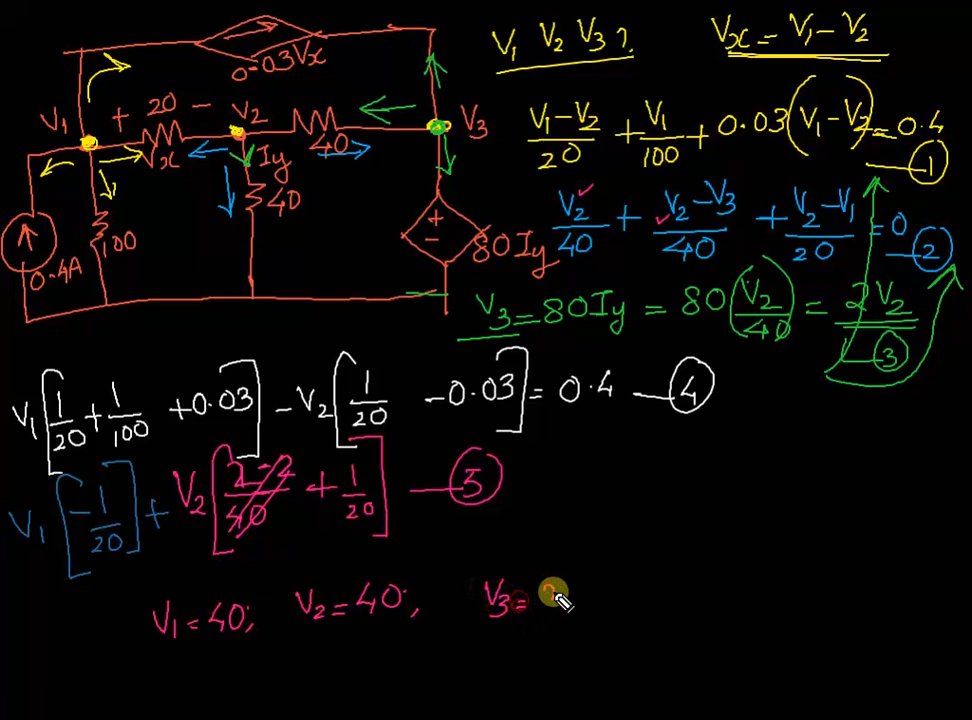 V₁ V₂ V₃ ?
Vx = V₁ - V₂
0.03Vx
V₁ + 20 - V₂ 40 V₃
Vx
Iy
40
100
0.4A
+
-
80Iy
(V₁ - V₂)/20 + V₁/100 + 0.03(V₁ - V₂) = 0.4 — ①
V₂/40 + (V₂ - V₃)/40 + (V₂ - V₁)/20 = 0 — ②
V₃ = 80Iy = 80(V₂/40) = 2V₂ — ③
V₁[1/20 + 1/100 + 0.03] - V₂[1/20 - 0.03] = 0.4 — ④
V₁[-1/20] + V₂[(2-2)/40 + 1/20] — ⑤
V₁ = 40; V₂ = 40; V₃ =